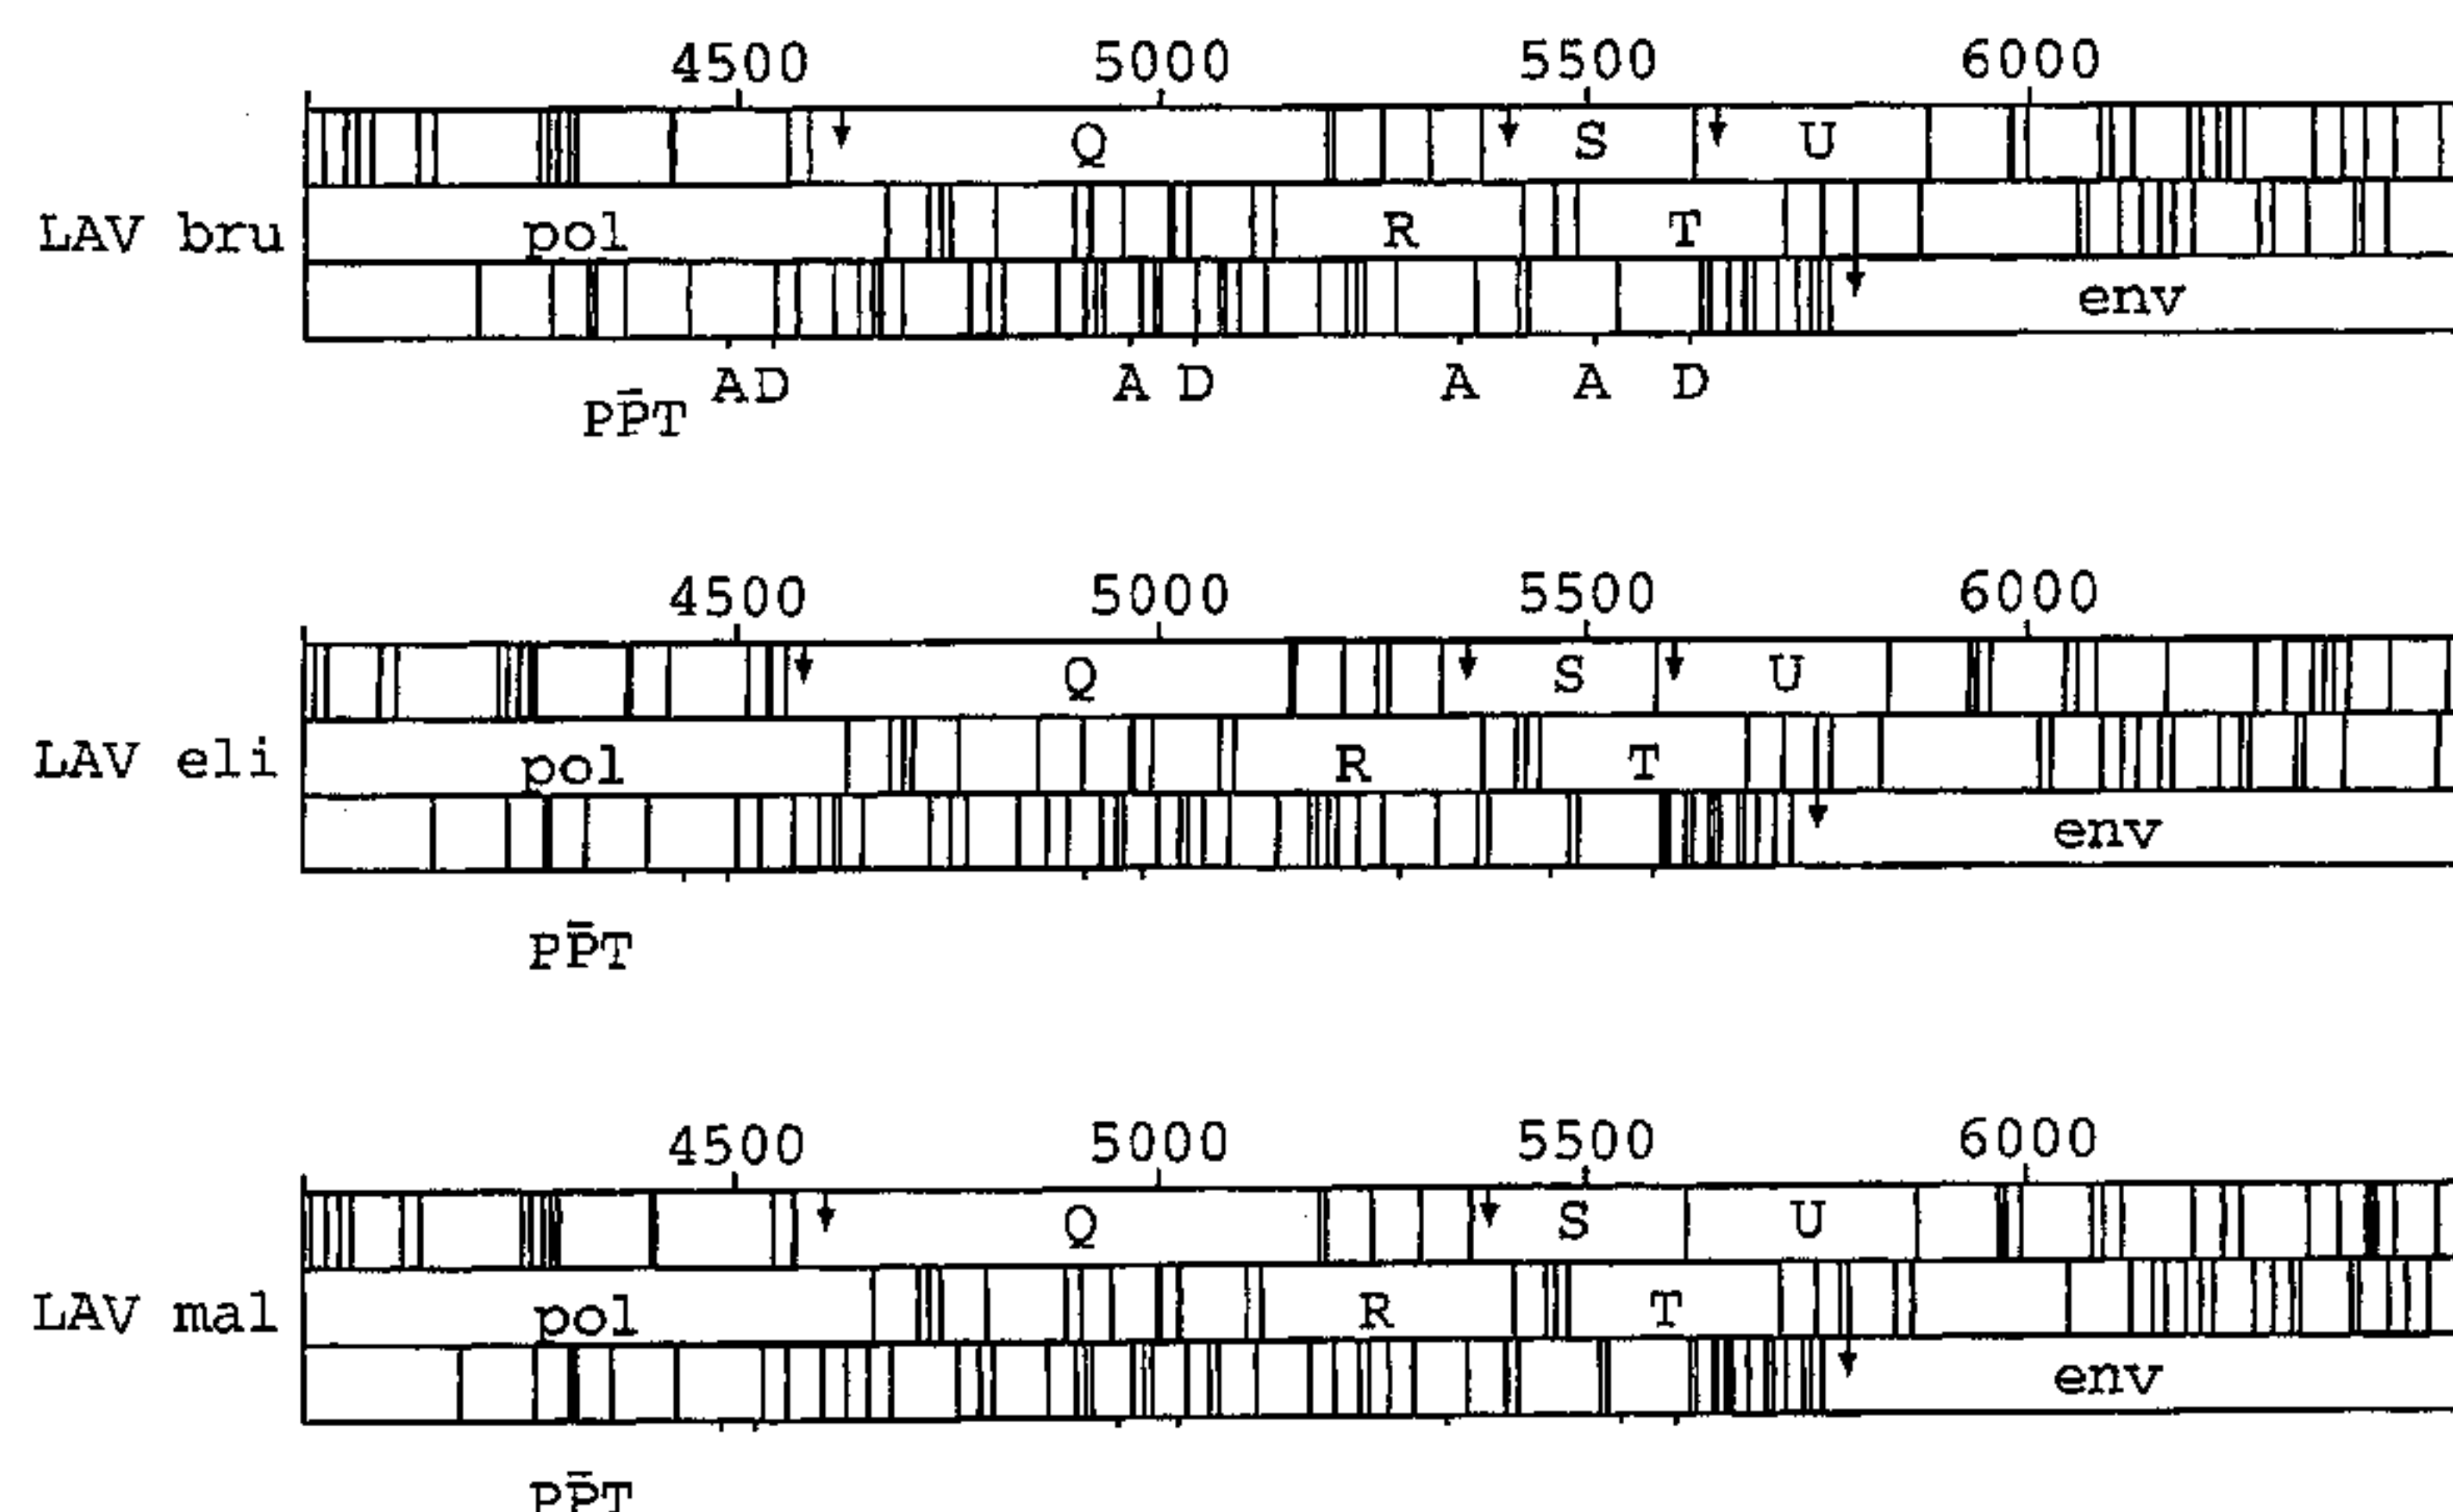 4500 5000 5500 6000
Q S U
LAV bru pol R T
env
A D A D A A D
PP̄T
4500 5000 5500 6000
Q S U
LAV eli pol R T
env
PP̄T
4500 5000 5500 6000
Q S U
LAV mal pol R T
env
PP̄T